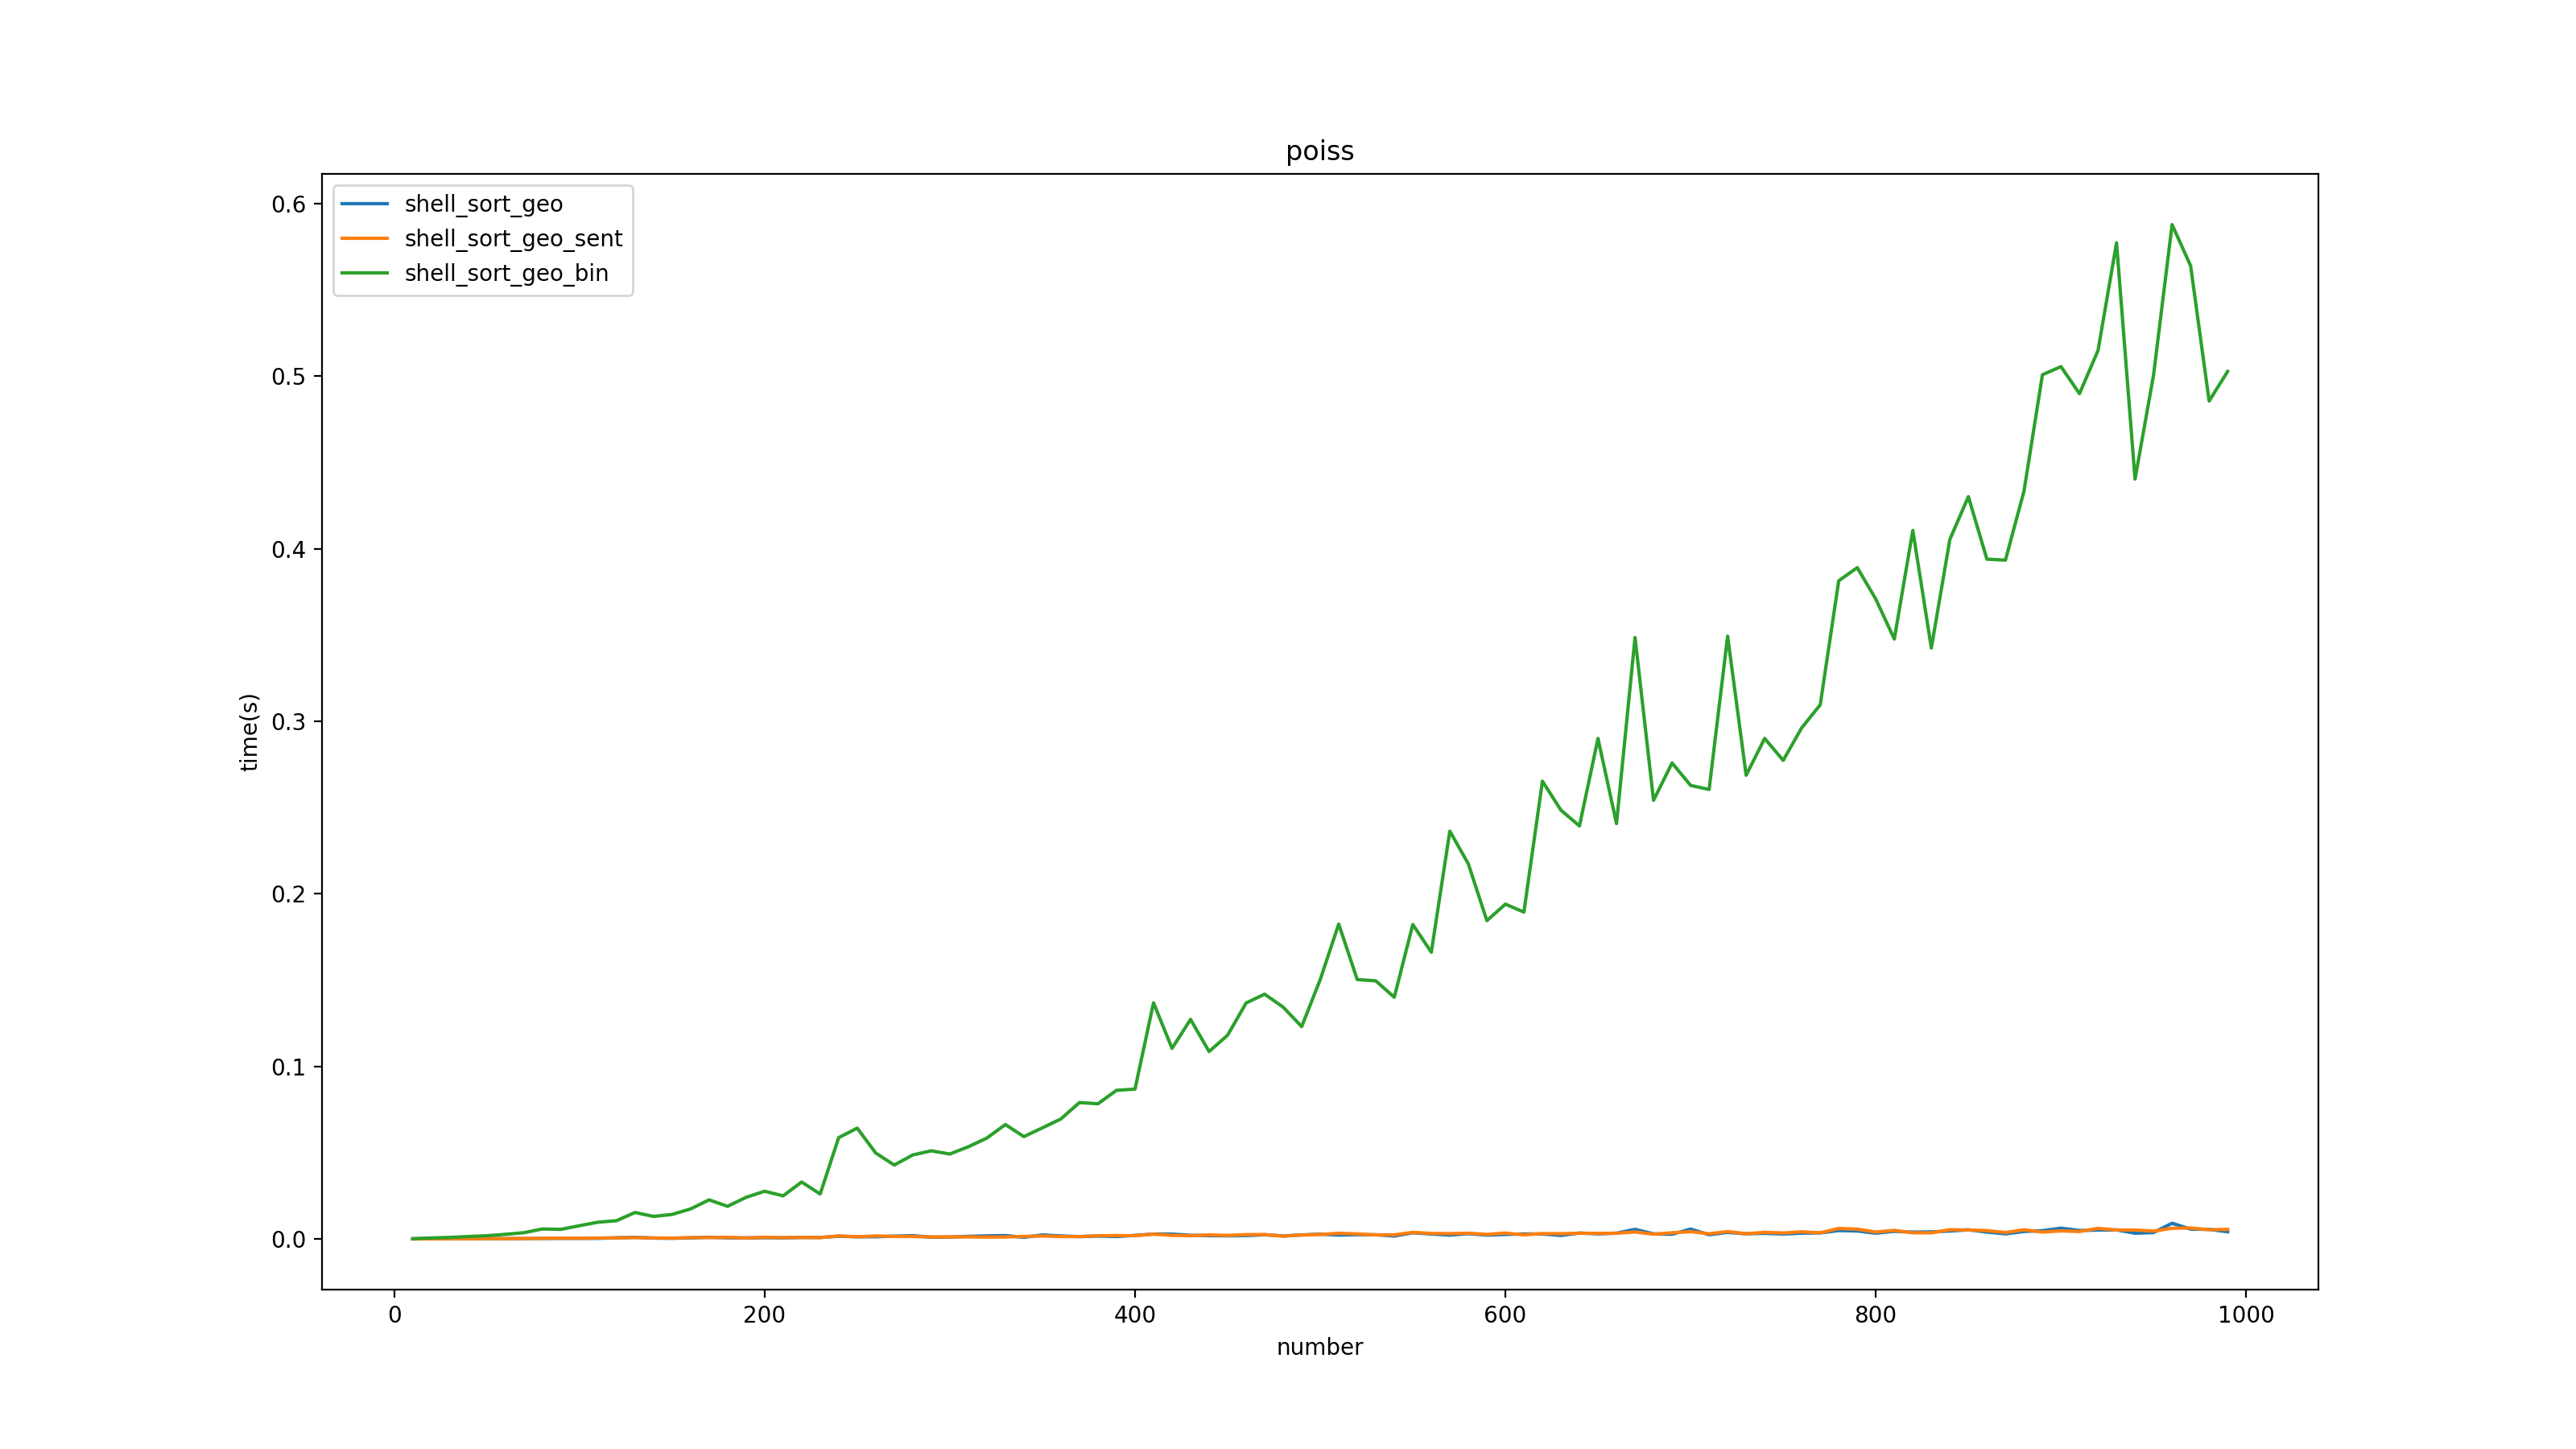 poiss
shell_sort_geo
shell_sort_geo_sent
shell_sort_geo_bin
0.6
0.5
0.4
0.3
0.2
0.1
0.0
time(s)
0 200 400 600 800 1000
number